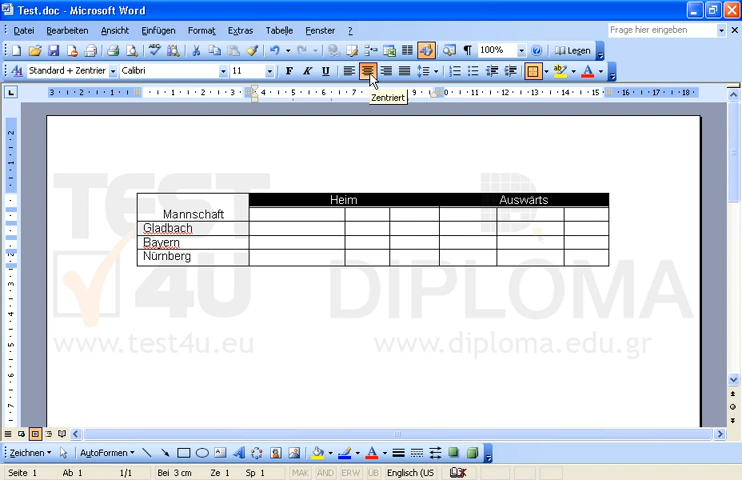 Test.doc - Microsoft Word
Datei Bearbeiten Ansicht Einfügen Format Extras Tabelle Fenster ? Frage hier eingeben
100% Lesen
Standard + Zentrier Calibri 11 F K U
Zentriert
Heim Auswärts
Mannschaft
Gladbach
Bayern
Nürnberg
TEST 4U DIPLOMA
www.test4u.eu www.diploma.edu.gr
Zeichnen AutoFormen
Seite 1 Ab 1 1/1 Bei 3 cm Ze 1 Sp 1 MAK ÄND ERW ÜB Englisch (US